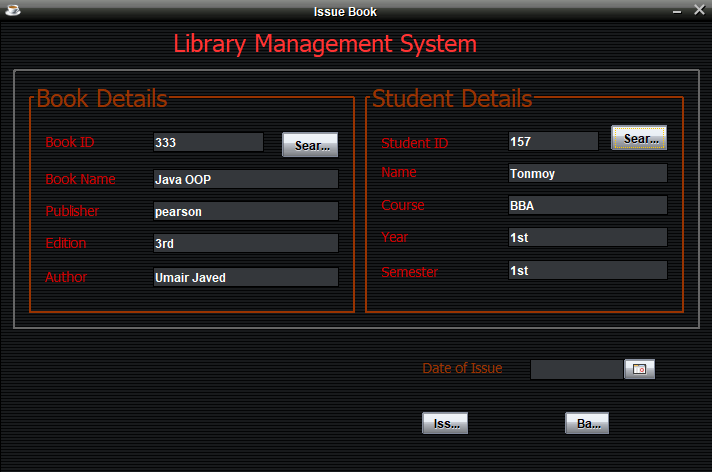 Issue Book
Library Management System
Book Details
Book ID 333 Sear...
Book Name Java OOP
Publisher pearson
Edition 3rd
Author Umair Javed
Student Details
Student ID 157 Sear...
Name Tonmoy
Course BBA
Year 1st
Semester 1st
Date of Issue
Iss... Ba...